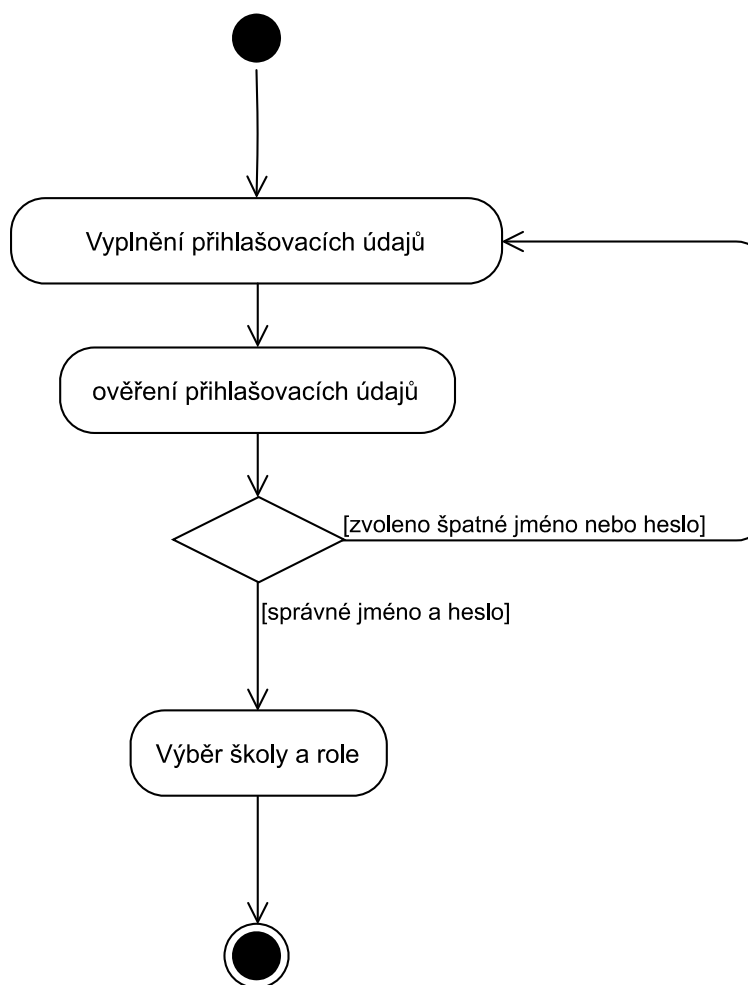 Vyplnění přihlašovacích údajů
ověření přihlašovacích údajů
[zvoleno špatné jméno nebo heslo]
[správné jméno a heslo]
Výběr školy a role